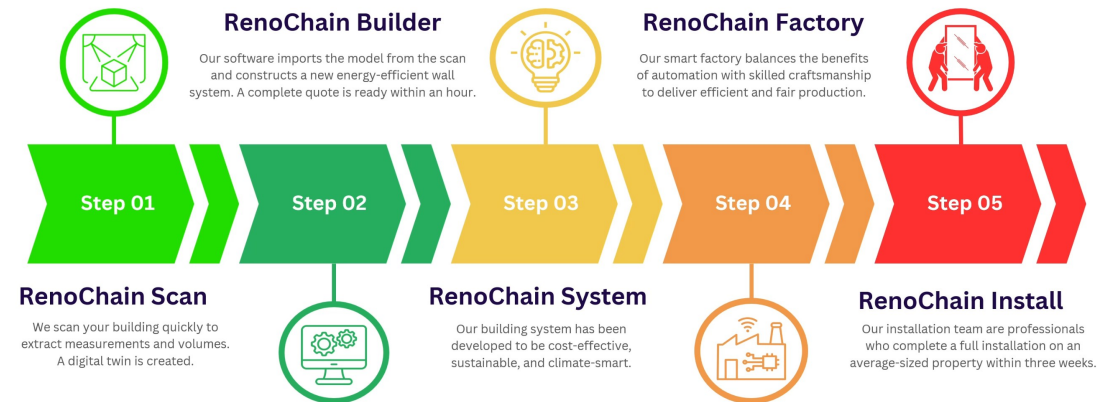 RenoChain Builder
Our software imports the model from the scan
and constructs a new energy-efficient wall
system. A complete quote is ready within an hour.
RenoChain Factory
Our smart factory balances the benefits
of automation with skilled craftsmanship
to deliver efficient and fair production.
Step 01
Step 02
Step 03
Step 04
Step 05
RenoChain Scan
We scan your building quickly to
extract measurements and volumes.
A digital twin is created.
RenoChain System
Our building system has been
developed to be cost-effective,
sustainable, and climate-smart.
RenoChain Install
Our installation team are professionals
who complete a full installation on an
average-sized property within three weeks.